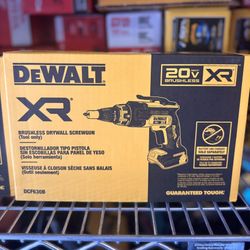 DEWALT
20V XR
BRUSHLESS
XR
BRUSHLESS DRYWALL SCREWGUN
(Tool only)
DESTORNILLADOR TIPO PISTOLA
SIN ESCOBILLAS PARA PANEL DE YESO
(Solo herramienta)
VISSEUSE À CLOISON SÈCHE SANS BALAIS
(Outil seulement)
DCF630B
GUARANTEED TOUGH